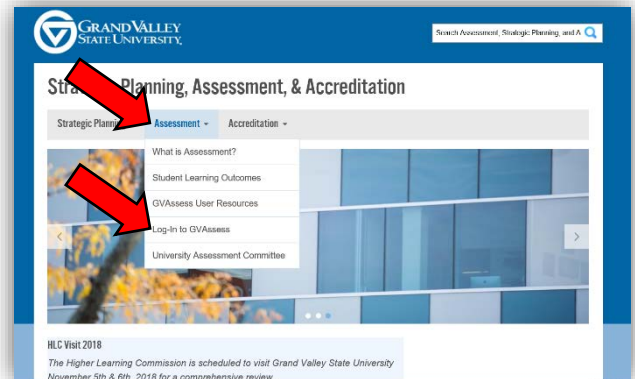 GRAND VALLEY
STATE UNIVERSITY
Search Assessment, Strategic Planning, and A
Planning, Assessment, & Accreditation
Strategic Assessment Accreditation
What is Assessment?
Student Learning Outcomes
GVAssess User Resources
Log-In to GVAssess
University Assessment Committee
HLC Visit 2018
The Higher Learning Commission is scheduled to visit Grand Valley State University
November 5th & 6th, 2018 for a comprehensive review